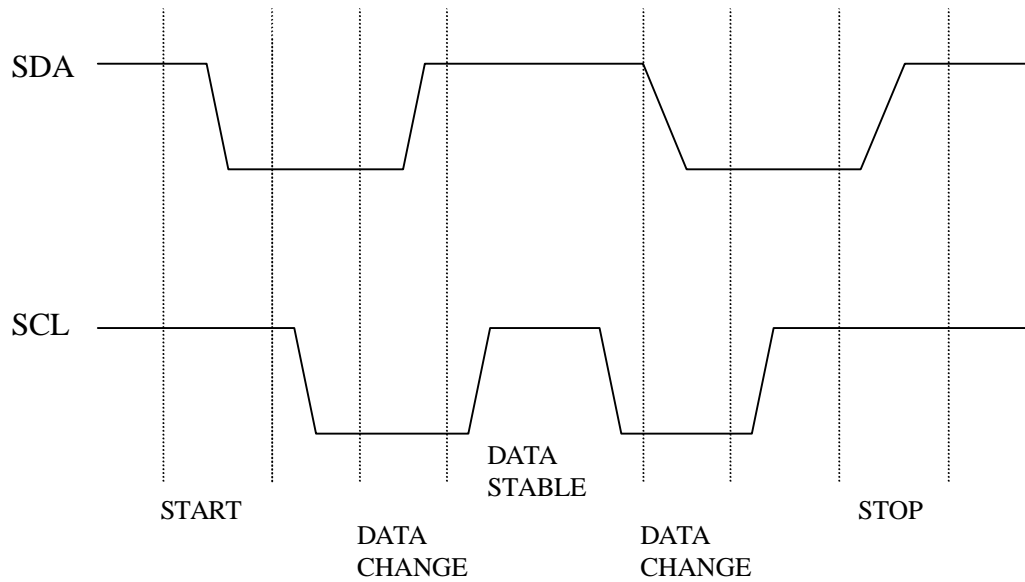 SDA
SCL
DATA
STABLE
START
STOP
DATA
CHANGE
DATA
CHANGE